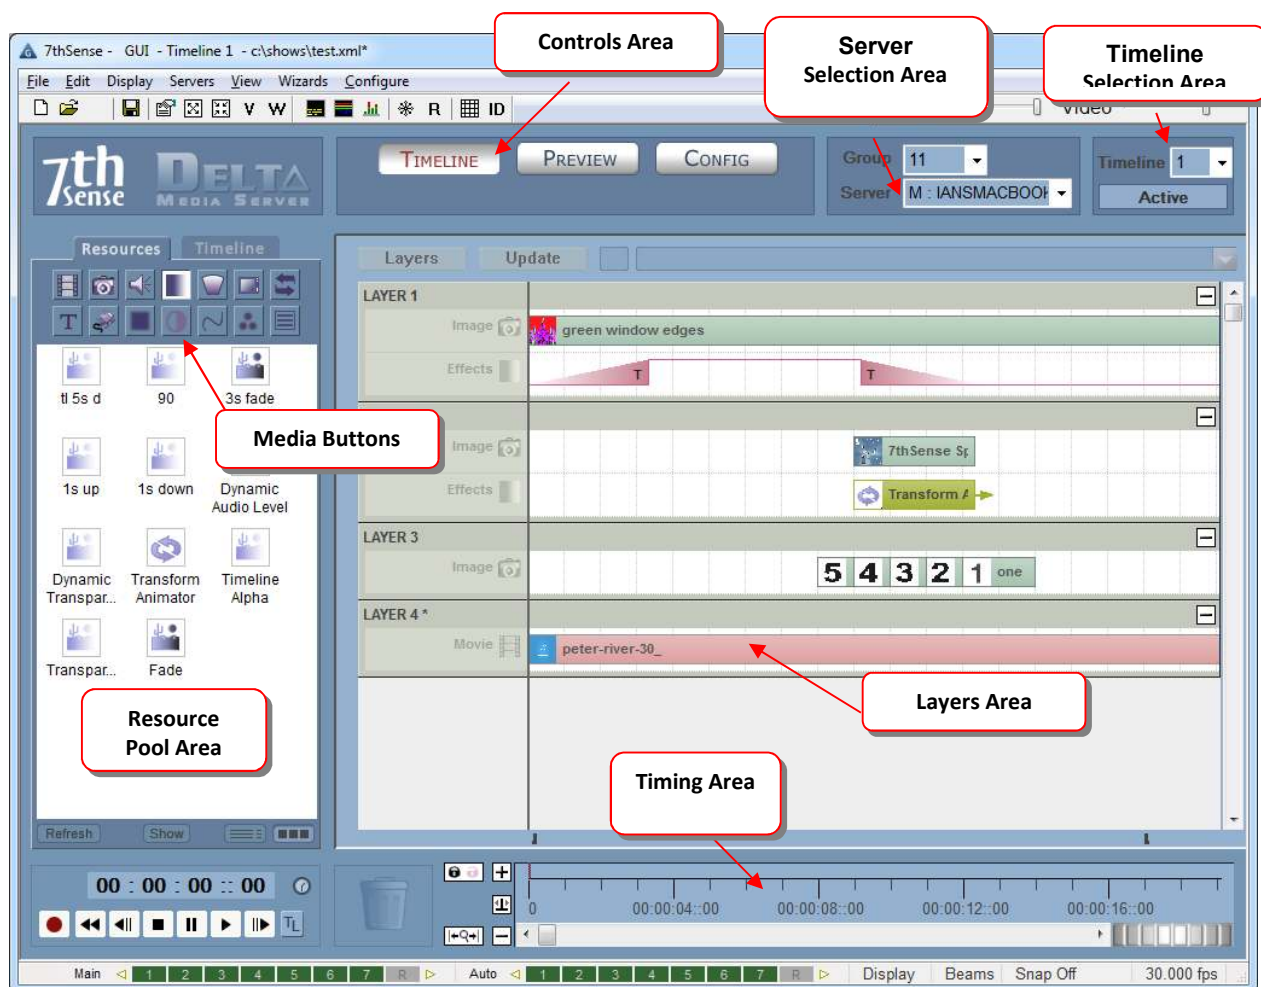 Controls Area
Server
Selection Area
Timeline
Selection Area
7thSense - GUI - Timeline 1 - c:\shows\test.xml*
File Edit Display Servers View Wizards Configure
V W R ID Video
7th
Sense
DELTA
MEDIA SERVER
TIMELINE PREVIEW CONFIG
Group 11
Server M : IANSMACBOOK
Timeline 1
Active
Resources Timeline
Layers Update
T
LAYER 1
Image green window edges
Effects T T
tl 5s d 90 3s fade
Media Buttons
Image 7thSense Sp
Effects Transform A
1s up 1s down Dynamic
Audio Level
LAYER 3
Image 5 4 3 2 1 one
Dynamic
Transpar...
Transform
Animator
Timeline
Alpha
LAYER 4 *
Movie peter-river-30_
Transpar... Fade
Layers Area
Resource
Pool Area
Timing Area
Refresh Show
00 : 00 : 00 :: 00
TL
0 00:00:04::00 00:00:08::00 00:00:12::00 00:00:16::00
Main 1 2 3 4 5 6 7 R Auto 1 2 3 4 5 6 7 R Display Beams Snap Off 30.000 fps